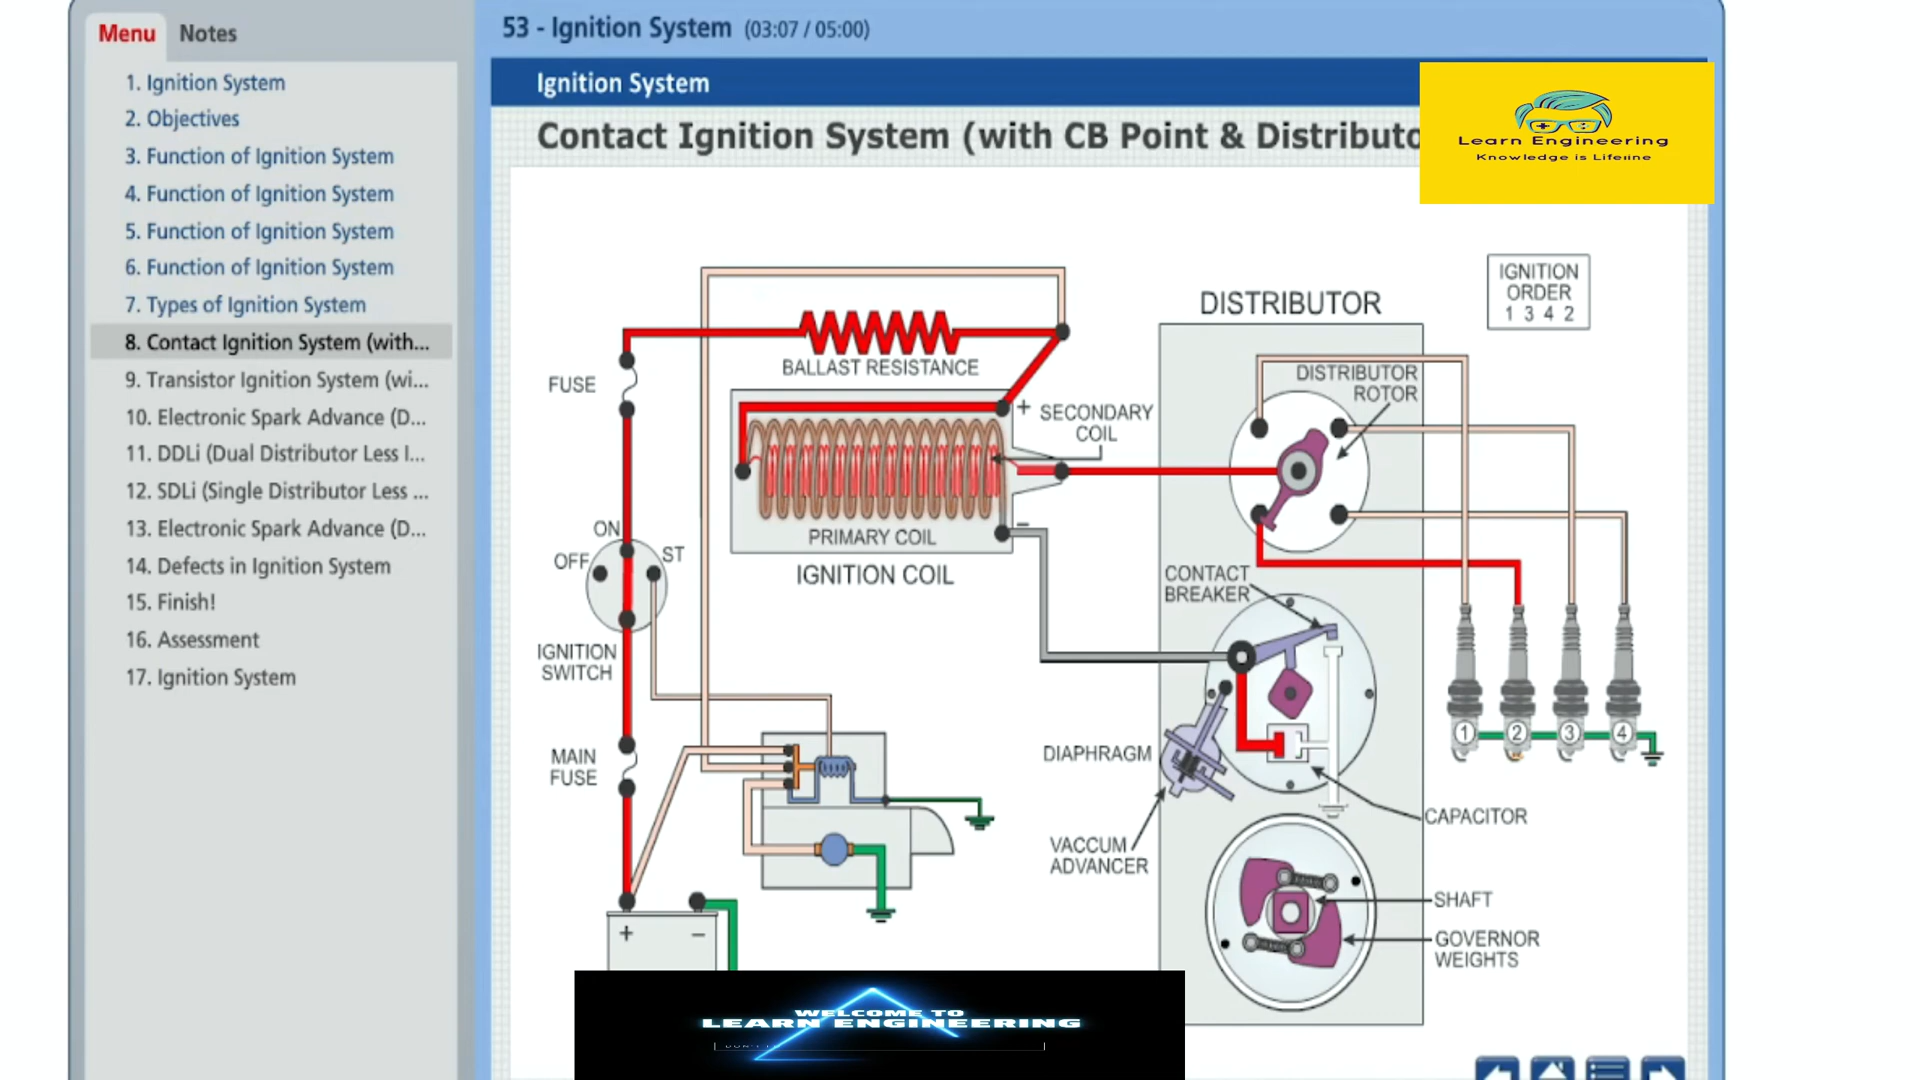 Menu Notes
1. Ignition System
2. Objectives
3. Function of Ignition System
4. Function of Ignition System
5. Function of Ignition System
6. Function of Ignition System
7. Types of Ignition System
8. Contact Ignition System (with...
9. Transistor Ignition System (wi...
10. Electronic Spark Advance (D...
11. DDLi (Dual Distributor Less I...
12. SDLi (Single Distributor Less ...
13. Electronic Spark Advance (D...
14. Defects in Ignition System
15. Finish!
16. Assessment
17. Ignition System
53 - Ignition System (03:07 / 05:00)
Ignition System
Contact Ignition System (with CB Point & Distributo
Learn Engineering
Knowledge is Lifeline
IGNITION
ORDER
1 3 4 2
DISTRIBUTOR
DISTRIBUTOR
ROTOR
BALLAST RESISTANCE
FUSE
+
SECONDARY
COIL
PRIMARY COIL
–
IGNITION COIL
ON
OFF
ST
IGNITION
SWITCH
CONTACT
BREAKER
MAIN
FUSE
1 2 3 4
DIAPHRAGM
CAPACITOR
VACCUM
ADVANCER
SHAFT
GOVERNOR
WEIGHTS
+ –
WELCOME TO
LEARN ENGINEERING